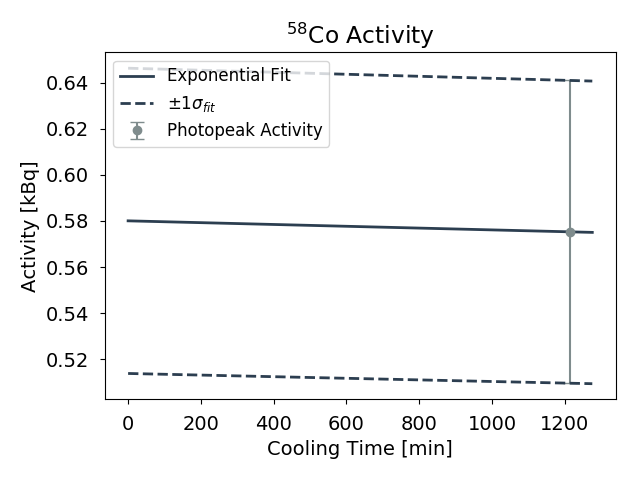 ⁵⁸Co Activity
Exponential Fit
±1σ_fit
Photopeak Activity
Activity [kBq]
0.64
0.62
0.60
0.58
0.56
0.54
0.52
0 200 400 600 800 1000 1200
Cooling Time [min]